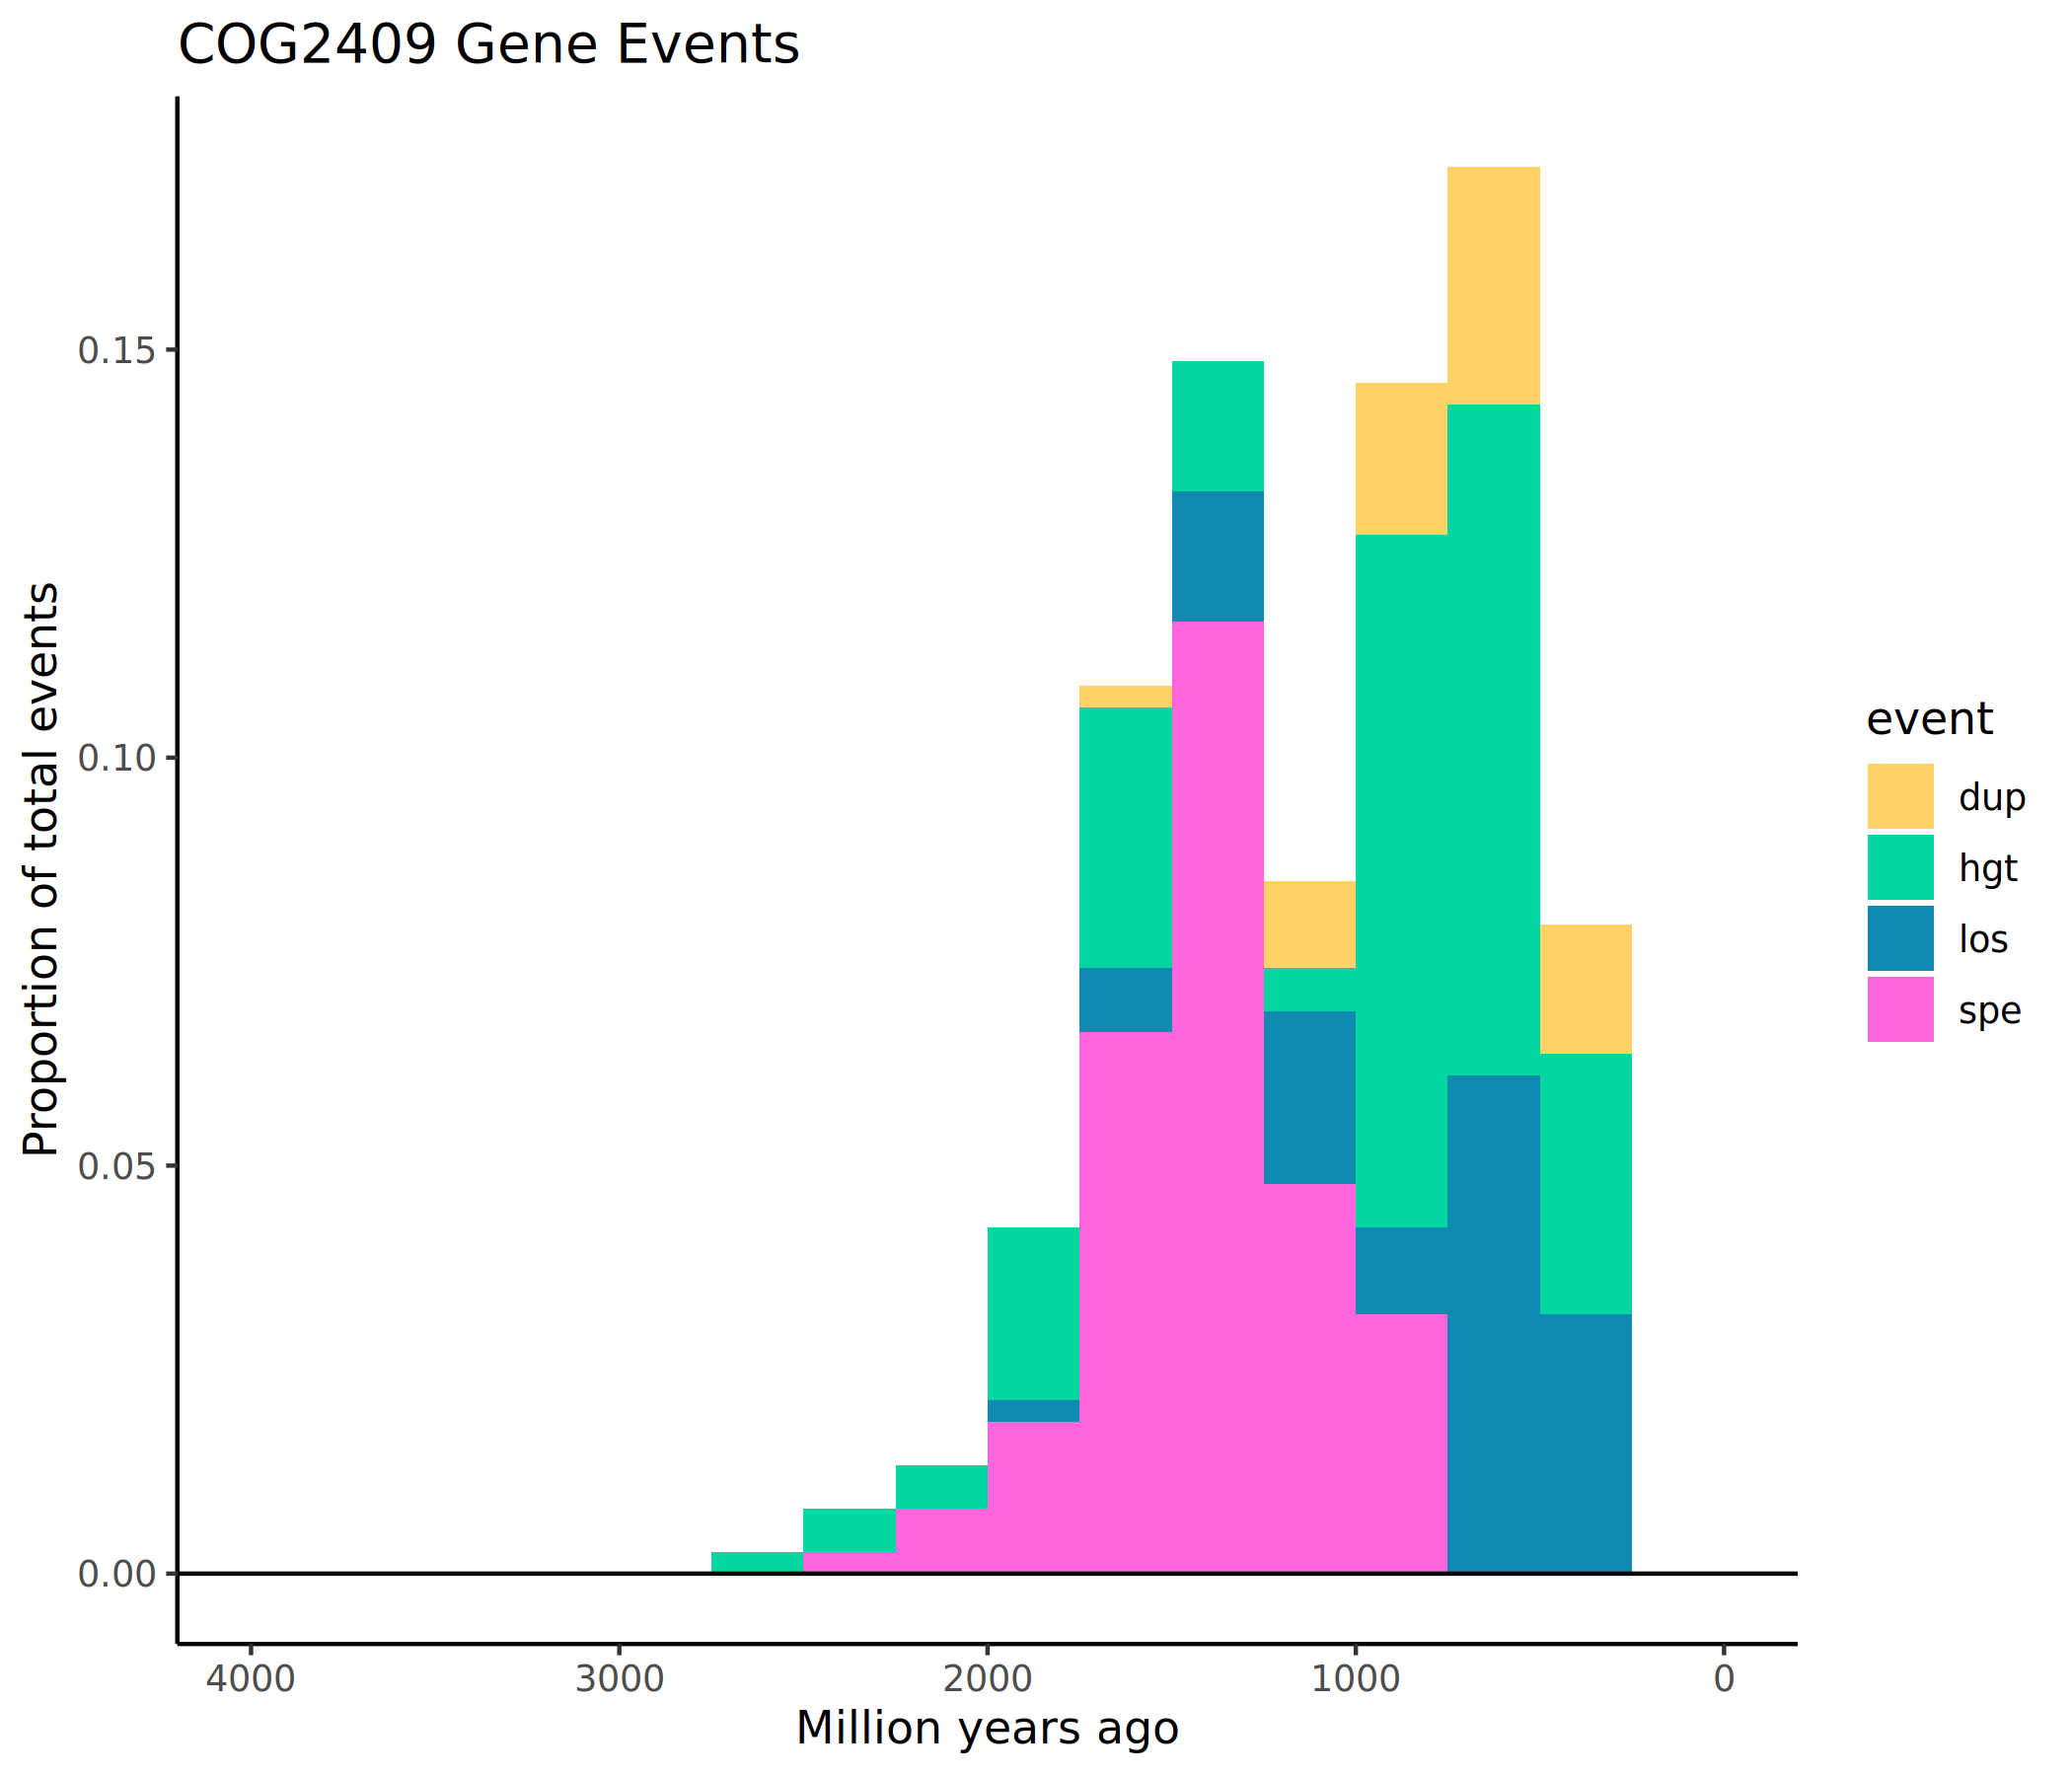 COG2409 Gene Events
Proportion of total events
0.15
0.10
0.05
0.00
4000 3000 2000 1000 0
Million years ago
event
dup
hgt
los
spe